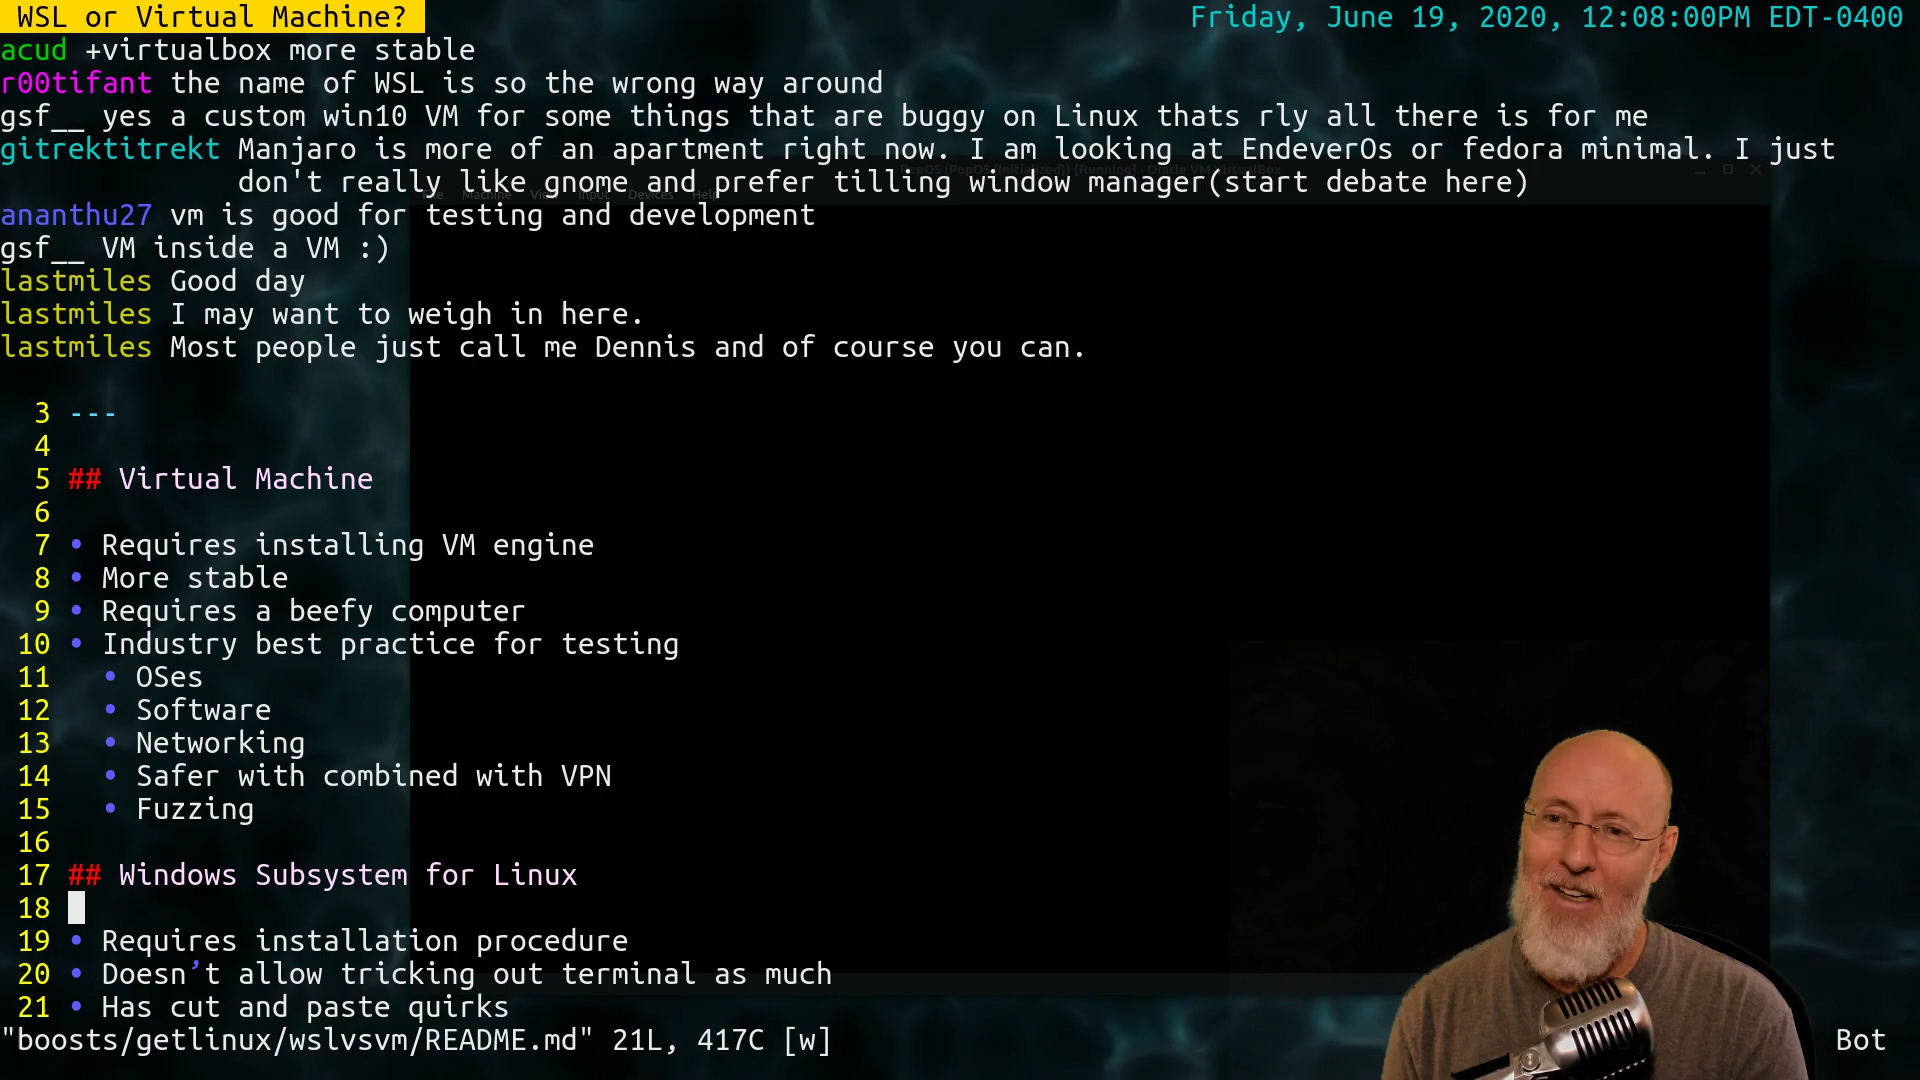 WSL or Virtual Machine?
Friday, June 19, 2020, 12:08:00PM EDT-0400
acud +virtualbox more stable
r00tifant the name of WSL is so the wrong way around
gsf__ yes a custom win10 VM for some things that are buggy on Linux thats rly all there is for me
gitrektitrekt Manjaro is more of an apartment right now. I am looking at EndeverOs or fedora minimal. I just
don't really like gnome and prefer tilling window manager(start debate here)
File Machine View Input Devices Help
ananthu27 vm is good for testing and development
gsf__ VM inside a VM :)
lastmiles Good day
lastmiles I may want to weigh in here.
lastmiles Most people just call me Dennis and of course you can.
3 ---
4
5 ## Virtual Machine
6
7 • Requires installing VM engine
8 • More stable
9 • Requires a beefy computer
10 • Industry best practice for testing
11 • OSes
12 • Software
13 • Networking
14 • Safer with combined with VPN
15 • Fuzzing
16
17 ## Windows Subsystem for Linux
18
19 • Requires installation procedure
20 • Doesn’t allow tricking out terminal as much
21 • Has cut and paste quirks
"boosts/getlinux/wslvsvm/README.md" 21L, 417C [w]
Bot